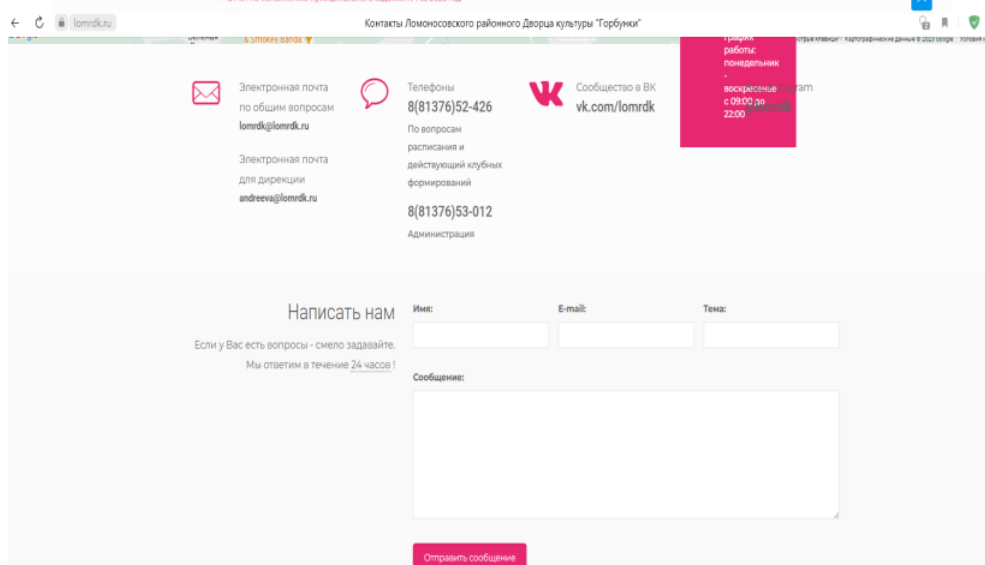 lomrdk.ru
Контакты Ломоносовского районного Дворца культуры "Горбунки"
& Smokey Banda
график
работы:
понедельник
-
воскресенье
с 09:00 до
22:00
Электронная почта
по общим вопросам
lomrdk@lomrdk.ru
Электронная почта
для дирекции
andreeva@lomrdk.ru
Телефоны
8(81376)52-426
По вопросам
расписания и
действующий клубных
формирований
8(81376)53-012
Администрация
Сообщество в ВК
vk.com/lomrdk
Написать нам
Если у Вас есть вопросы - смело задавайте.
Мы ответим в течение 24 часов !
Имя:
E-mail:
Тема:
Сообщение:
Отправить сообщение